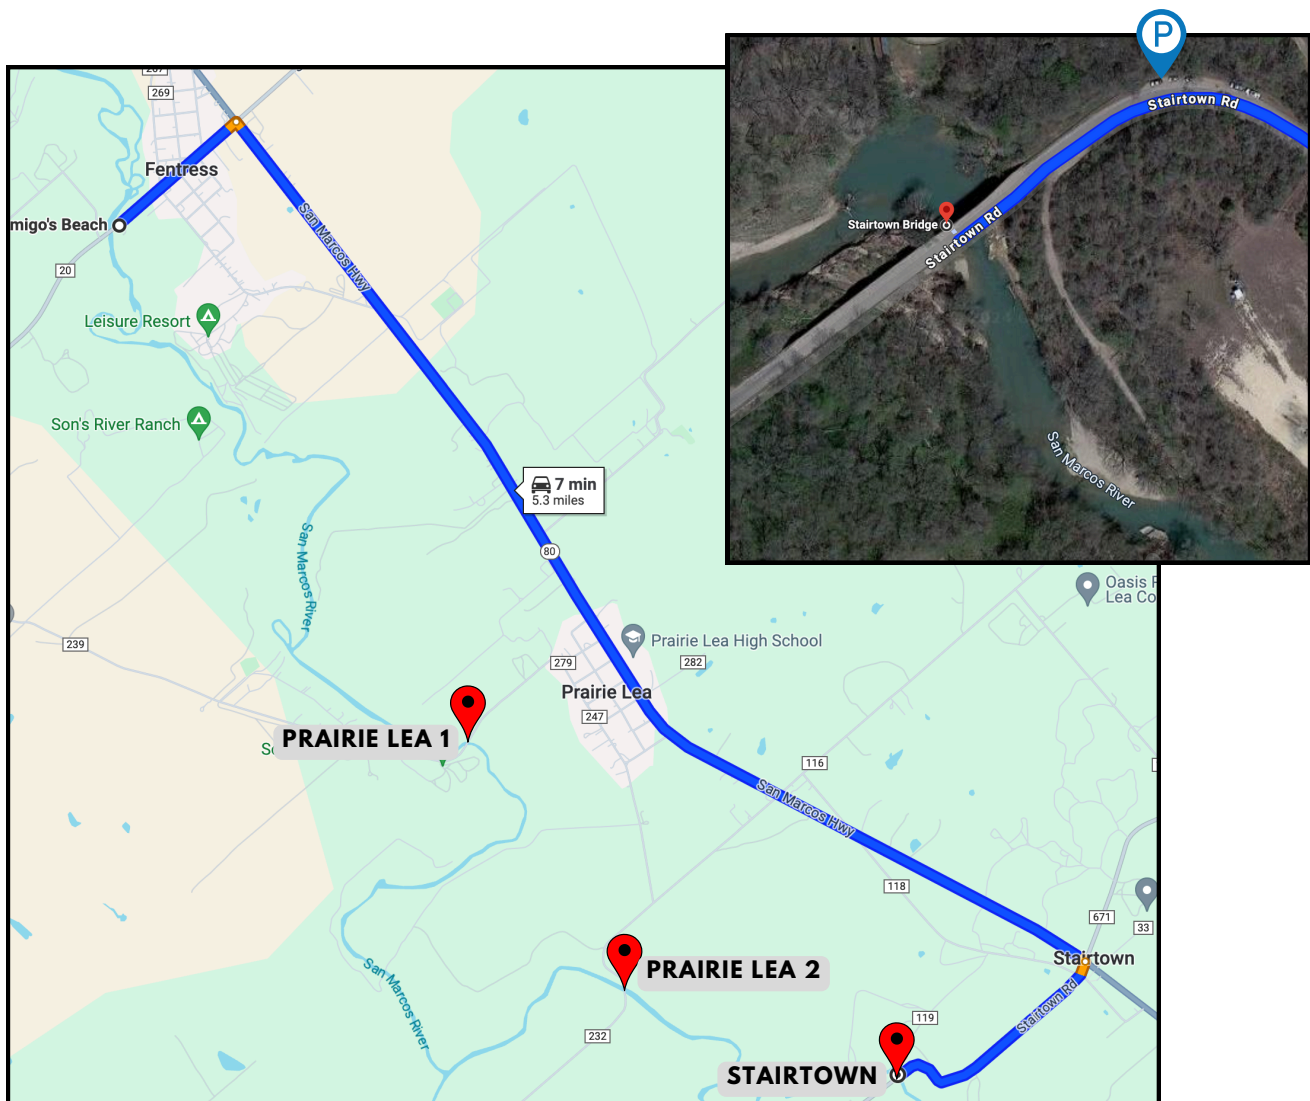 P
Stairtown Rd
Stairtown Bridge
Stairtown Rd
San Marcos River
269
Fentress
migo's Beach
20
San Marcos Hwy
Leisure Resort
Son's River Ranch
7 min
5.3 miles
80
San Marcos River
Oasis
Lea Co
239
Prairie Lea High School
279
282
Prairie Lea
247
PRAIRIE LEA 1
116
San Marcos Hwy
118
671
33
Stairtown
San Marcos River
PRAIRIE LEA 2
Stairtown Rd
119
232
STAIRTOWN